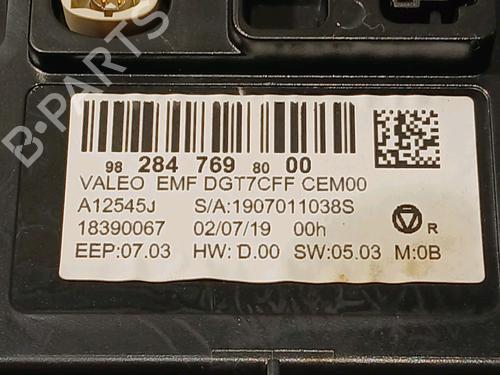 98 284 769 80 00
VALEO EMF DGT7CFF CEM00
A12545J S/A:1907011038S
18390067 02/07/19 00h
R
EEP:07.03 HW: D.00 SW:05.03 M:0B
B-PARTS